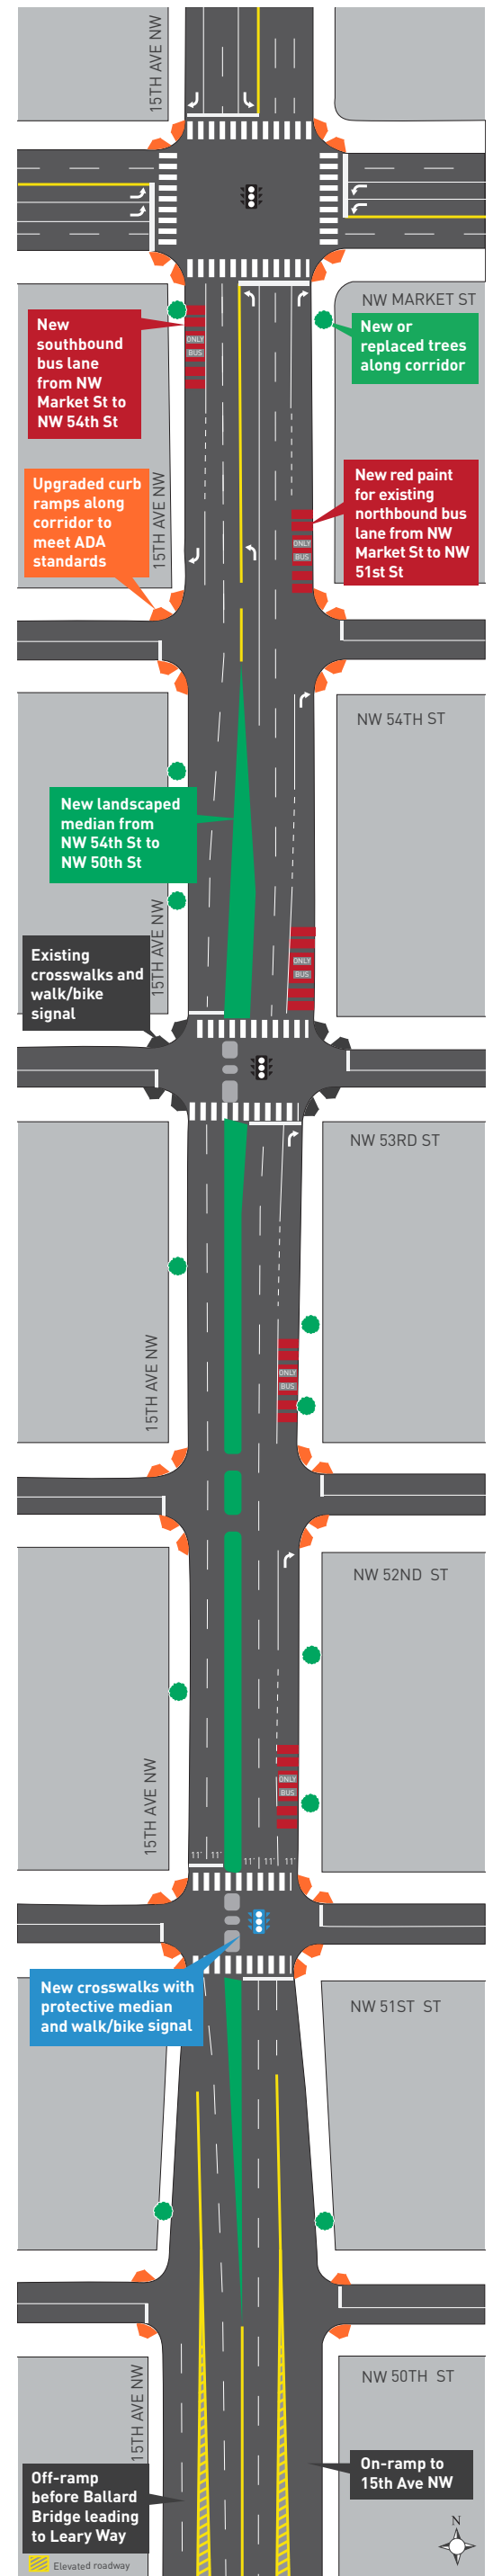 15TH AVE NW
NW MARKET ST
New
southbound
bus lane
from NW
Market St to
NW 54th St
ONLY
BUS
New or
replaced trees
along corridor
Upgraded curb
ramps along
corridor to
meet ADA
standards
15TH AVE NW
New red paint
for existing
northbound bus
lane from NW
Market St to NW
51st St
ONLY
BUS
NW 54TH ST
New landscaped
median from
NW 54th St to
NW 50th St
15TH AVE NW
ONLY
BUS
Existing
crosswalks and
walk/bike
signal
NW 53RD ST
15TH AVE NW
ONLY
BUS
NW 52ND ST
15TH AVE NW
ONLY
BUS
11' 11' 11' 11' 11'
New crosswalks with
protective median
and walk/bike signal
NW 51ST ST
NW 50TH ST
15TH AVE NW
Off-ramp
before Ballard
Bridge leading
to Leary Way
On-ramp to
15th Ave NW
N
Elevated roadway